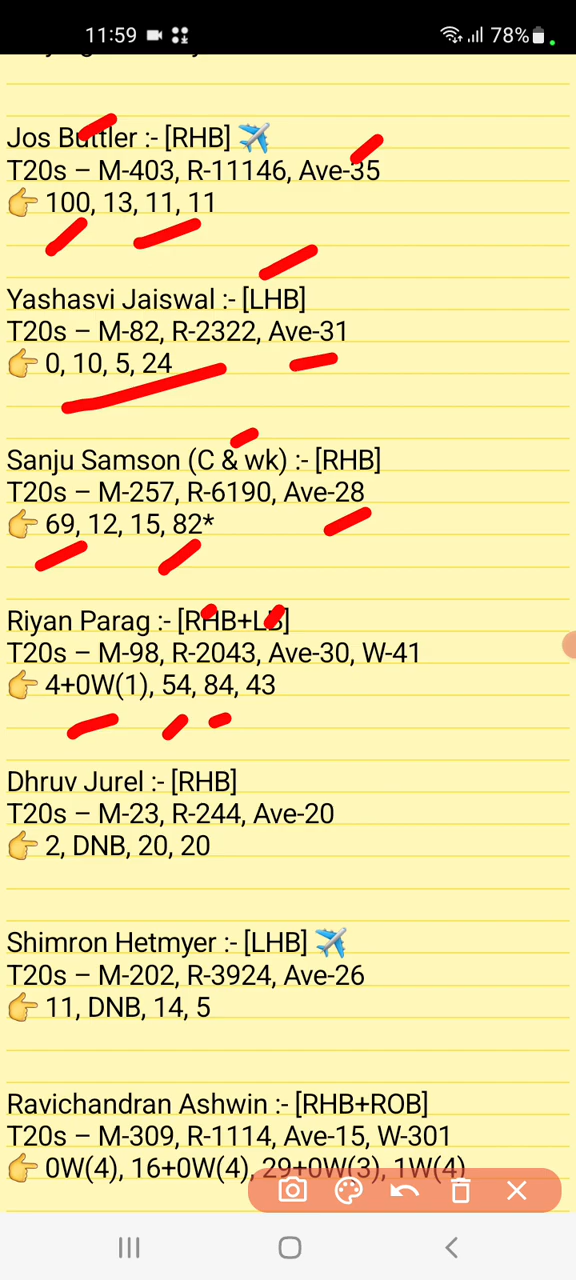 11:59
78%
Jos Buttler :- [RHB] ✈️
T20s – M-403, R-11146, Ave-35
👉 100, 13, 11, 11
Yashasvi Jaiswal :- [LHB]
T20s – M-82, R-2322, Ave-31
👉 0, 10, 5, 24
Sanju Samson (C & wk) :- [RHB]
T20s – M-257, R-6190, Ave-28
👉 69, 12, 15, 82*
Riyan Parag :- [RHB+LB]
T20s – M-98, R-2043, Ave-30, W-41
👉 4+0W(1), 54, 84, 43
Dhruv Jurel :- [RHB]
T20s – M-23, R-244, Ave-20
👉 2, DNB, 20, 20
Shimron Hetmyer :- [LHB] ✈️
T20s – M-202, R-3924, Ave-26
👉 11, DNB, 14, 5
Ravichandran Ashwin :- [RHB+ROB]
T20s – M-309, R-1114, Ave-15, W-301
👉 0W(4), 16+0W(4), 29+0W(3), 1W(4)